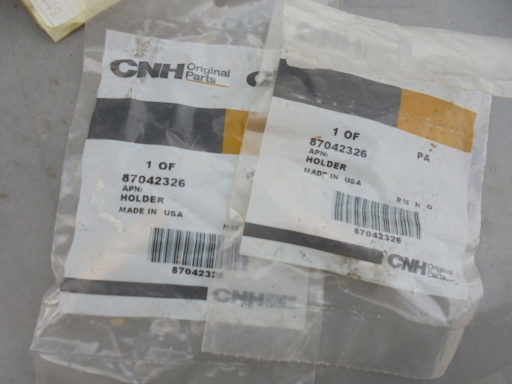 CNH Original
Parts
1 OF
87042326
APN:
HOLDER
MADE IN USA
87042326
CNH
1 OF
PA
87042326
APN:
HOLDER
MADE IN USA
R10 N G
87042326
CNH Original
Parts